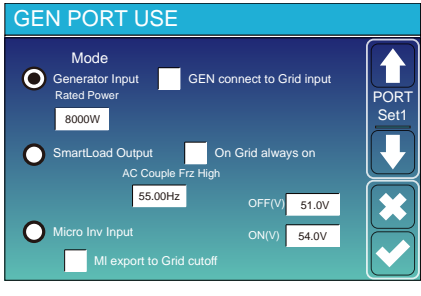 GEN PORT USE
Mode
Generator Input
GEN connect to Grid input
Rated Power
8000W
PORT
Set1
SmartLoad Output
On Grid always on
AC Couple Frz High
55.00Hz
OFF(V)
51.0V
Micro Inv Input
ON(V)
54.0V
MI export to Grid cutoff